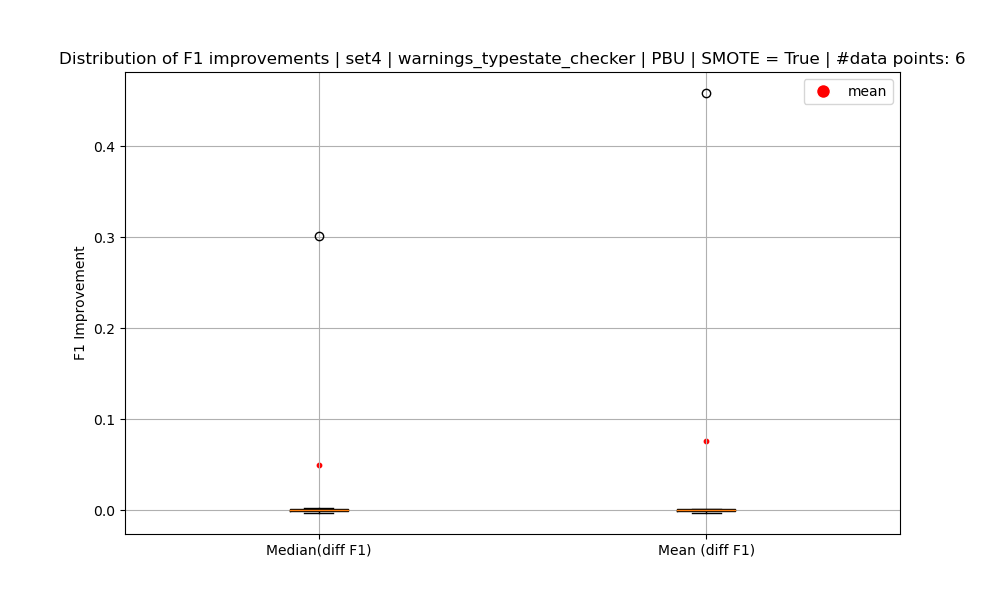 Distribution of F1 improvements | set4 | warnings_typestate_checker | PBU | SMOTE = True | #data points: 6
mean
0.4
0.3
0.2
0.1
0.0
F1 Improvement
Median(diff F1)
Mean (diff F1)